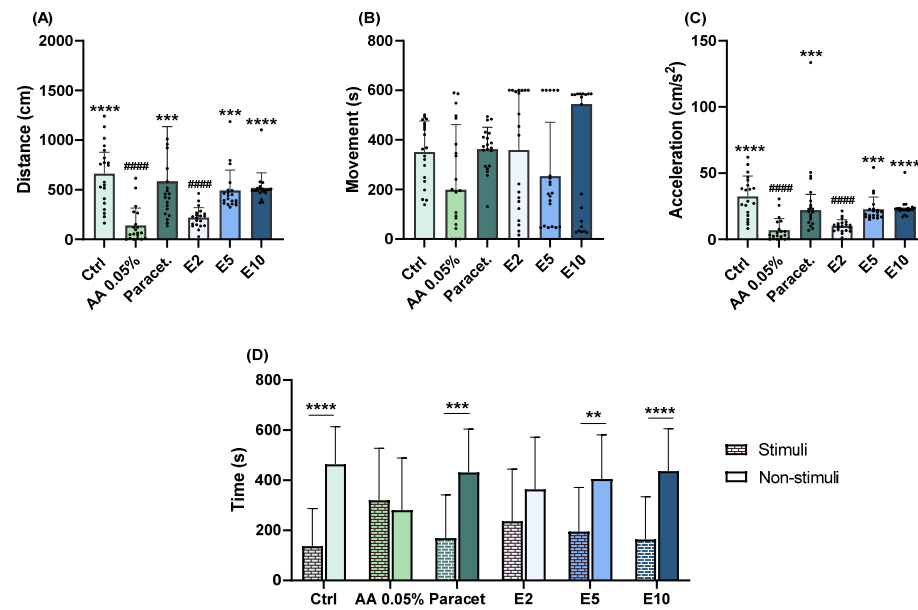 (A)
Distance (cm)
2000
1500
1000
500
0
**** #### *** #### *** ****
Ctrl
AA 0.05%
Paracet.
E2
E5
E10
(B)
Movement (s)
800
600
400
200
0
Ctrl
AA 0.05%
Paracet.
E2
E5
E10
(C)
Acceleration (cm/s²)
150
100
50
0
**** #### *** #### *** ****
Ctrl
AA 0.05%
Paracet.
E2
E5
E10
(D)
Time (s)
800
600
400
200
0
**** *** ** ****
Ctrl AA 0.05% Paracet E2 E5 E10
Stimuli
Non-stimuli